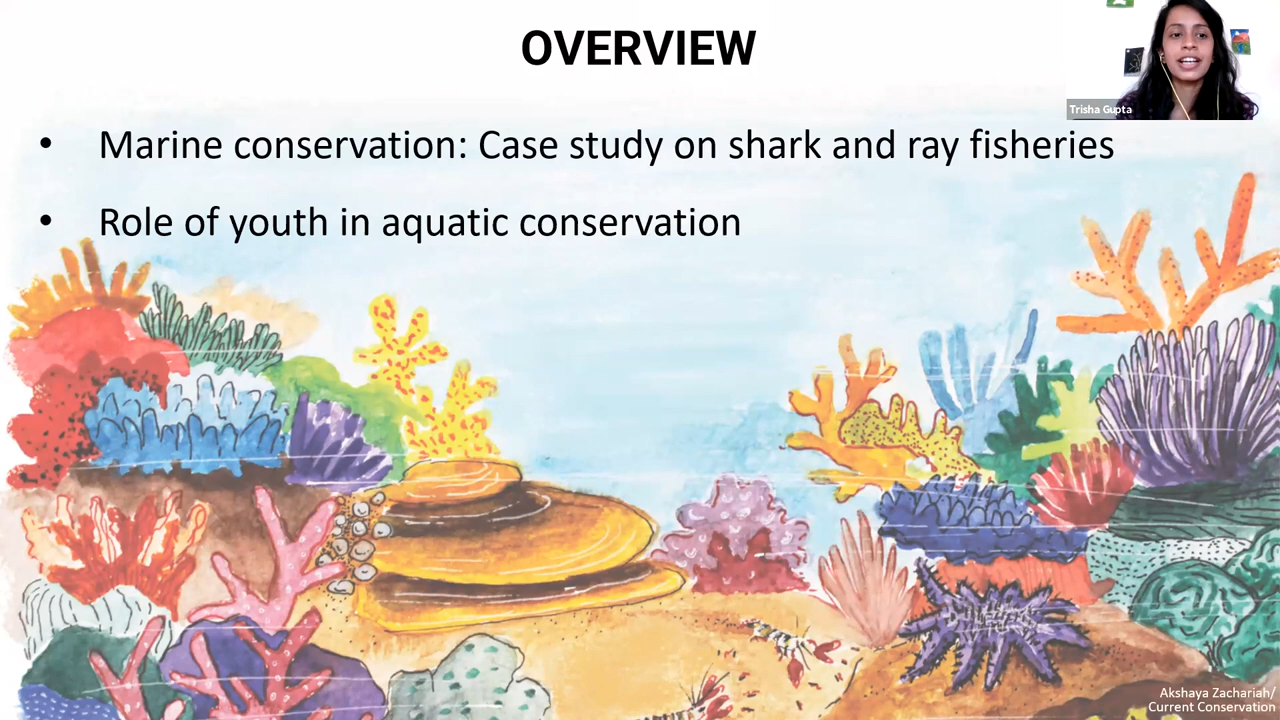 OVERVIEW
Trisha Gupta
• Marine conservation: Case study on shark and ray fisheries
• Role of youth in aquatic conservation
Akshaya Zachariah/
Current Conservation